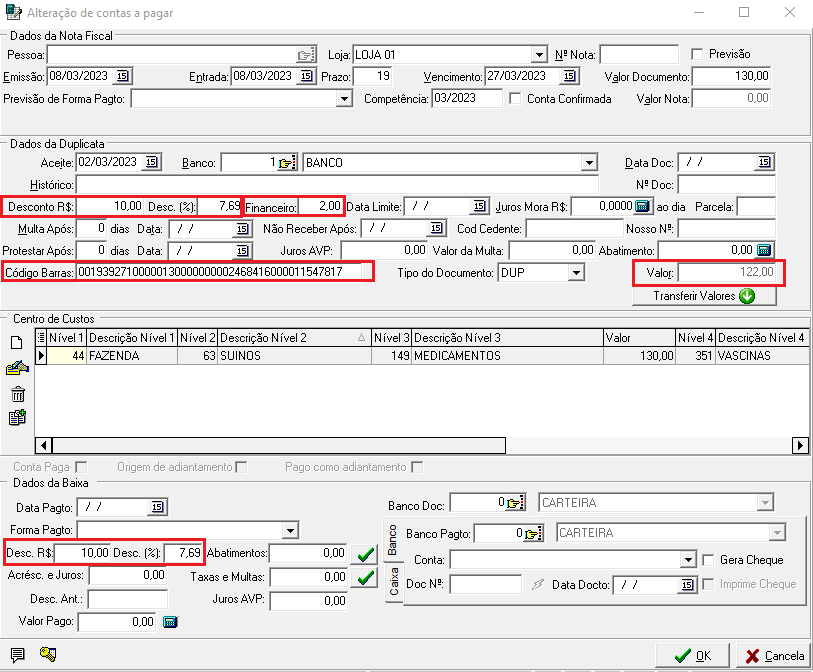 Alteração de contas a pagar
Dados da Nota Fiscal
Pessoa: Loja: LOJA 01 Nº Nota: Previsão
Emissão: 08/03/2023 15 Entrada: 08/03/2023 15 Prazo: 19 Vencimento: 27/03/2023 15 Valor Documento: 130,00
Previsão de Forma Pagto: Competência: 03/2023 Conta Confirmada Valor Nota: 0,00
Dados da Duplicata
Aceite: 02/03/2023 15 Banco: 1 BANCO Data Doc: / / 15
Histórico: Nº Doc:
Desconto R$: 10,00 Desc. (%): 7,69 Financeiro: 2,00 Data Limite: / / 15 Juros Mora R$: 0,0000 ao dia Parcela:
Multa Após: 0 dias Data: / / 15 Não Receber Após: / / 15 Cod Cedente: Nosso Nº:
Protestar Após: 0 dias Data: / / 15 Juros AVP: 0,00 Valor da Multa: 0,00 Abatimento: 0,00
Código Barras: 00193927100000130000000002468416000011547817 Tipo do Documento: DUP Valor: 122,00
Transferir Valores
Centro de Custos
Nível 1 Descrição Nível 1 Nível 2 Descrição Nível 2 Nível 3 Descrição Nível 3 Valor Nível 4 Descrição Nível 4
44 FAZENDA 63 SUINOS 149 MEDICAMENTOS 130,00 351 VASCINAS
Conta Paga Origem de adiantamento Pago como adiantamento
Dados da Baixa
Data Pagto: / / 15 Banco Doc: 0 CARTEIRA
Forma Pagto: Banco Banco Pagto: 0 CARTEIRA
Desc. R$: 10,00 Desc. (%): 7,69 Abatimentos: 0,00 Conta: Gera Cheque
Acrésc. e Juros: 0,00 Taxas e Multas: 0,00 Caixa Doc Nº: Data Docto: / / 15 Imprime Cheque
Desc. Ant.: Juros AVP: 0,00
Valor Pago: 0,00
OK Cancela